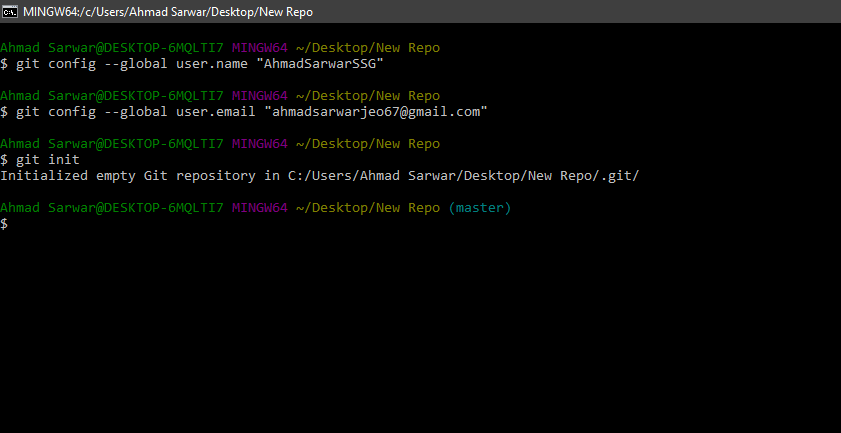 MINGW64:/c/Users/Ahmad Sarwar/Desktop/New Repo
Ahmad Sarwar@DESKTOP-6MQLTI7 MINGW64 ~/Desktop/New Repo
$ git config --global user.name "AhmadSarwarSSG"
Ahmad Sarwar@DESKTOP-6MQLTI7 MINGW64 ~/Desktop/New Repo
$ git config --global user.email "ahmadsarwarjeo67@gmail.com"
Ahmad Sarwar@DESKTOP-6MQLTI7 MINGW64 ~/Desktop/New Repo
$ git init
Initialized empty Git repository in C:/Users/Ahmad Sarwar/Desktop/New Repo/.git/
Ahmad Sarwar@DESKTOP-6MQLTI7 MINGW64 ~/Desktop/New Repo (master)
$